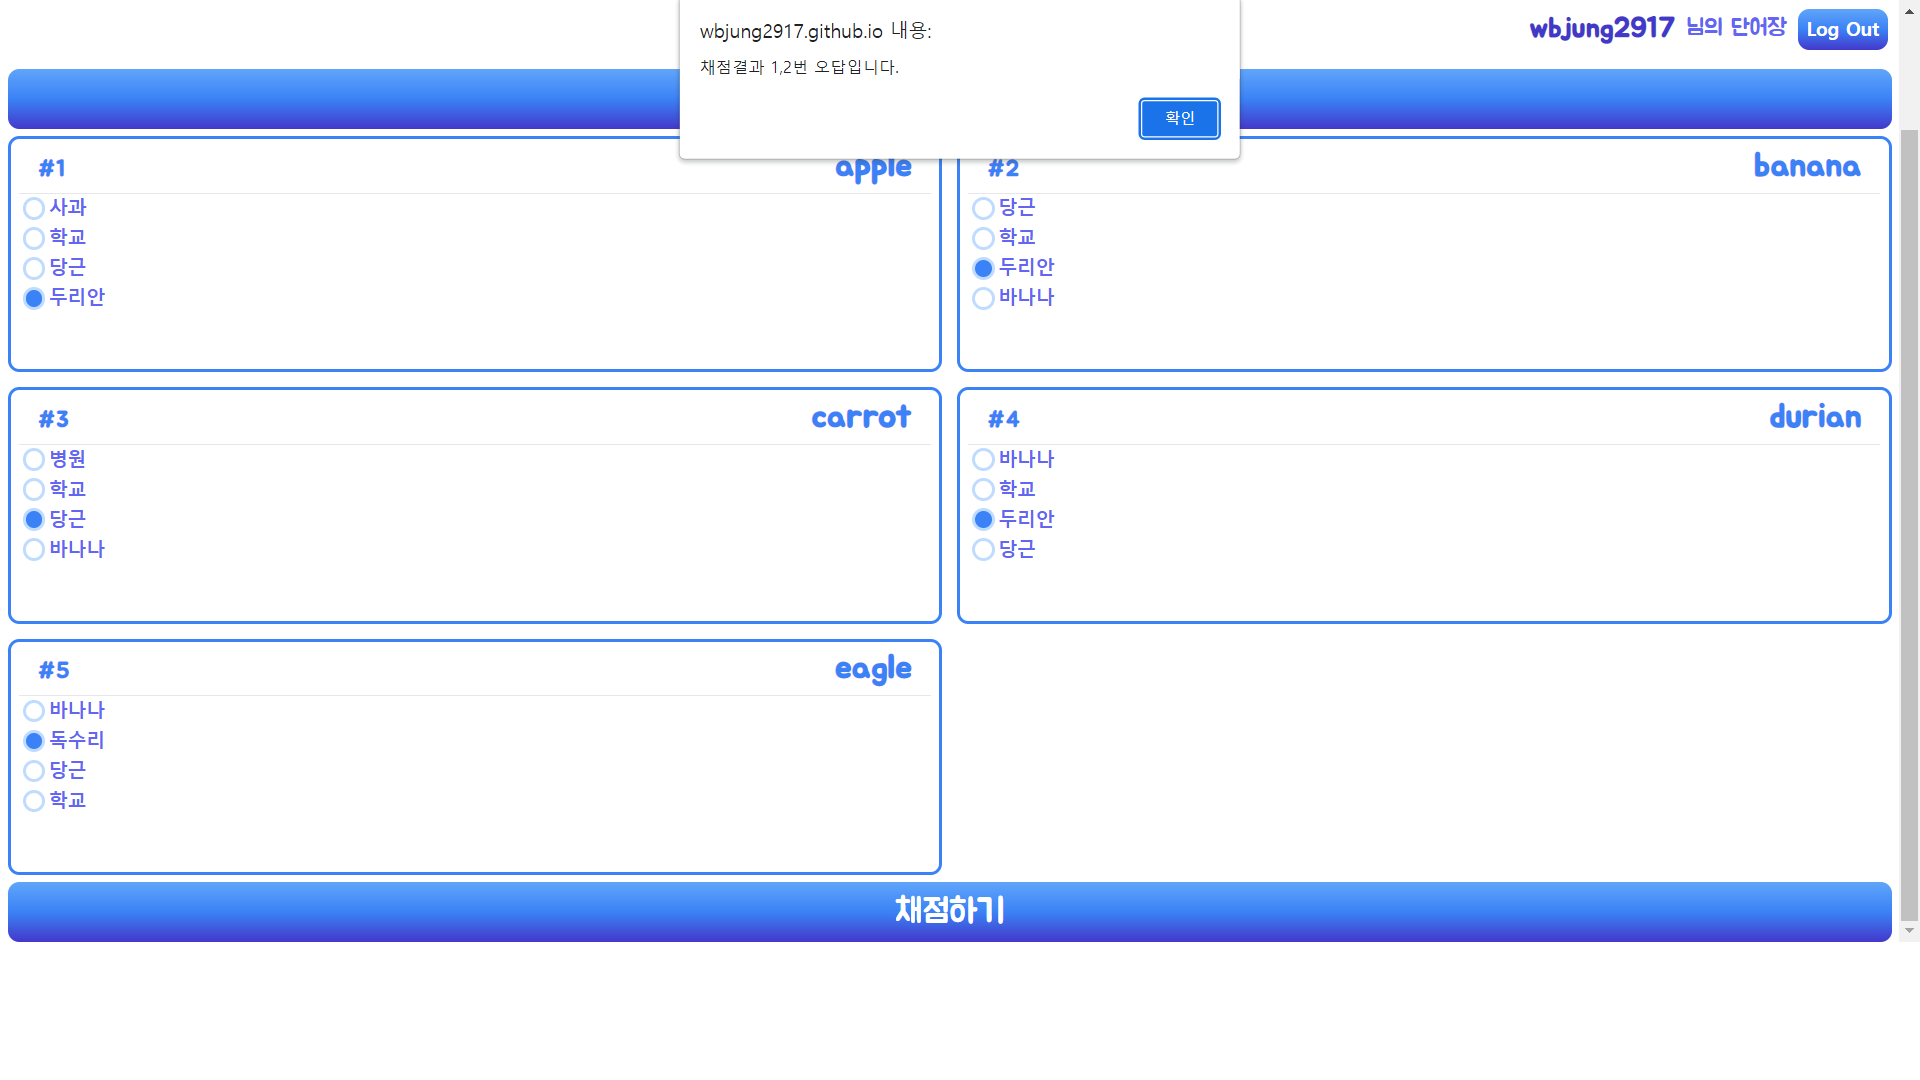 wbjung2917.github.io 내용:
채점결과 1,2번 오답입니다.
확인
wbjung2917 님의 단어장
Log Out
#1 apple
사과
학교
당근
두리안
#2 banana
당근
학교
두리안
바나나
#3 carrot
병원
학교
당근
바나나
#4 durian
바나나
학교
두리안
당근
#5 eagle
바나나
독수리
당근
학교
채점하기